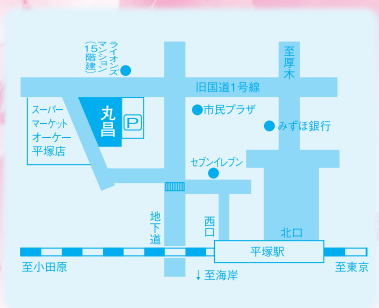 ライオンズ
マンション
(15階建)
至厚木
旧国道1号線
スーパー
マーケット
オーケー
平塚店
丸昌
P
市民プラザ
みずほ銀行
セブンイレブン
地下道
西口
北口
平塚駅
至小田原
↓至海岸
至東京